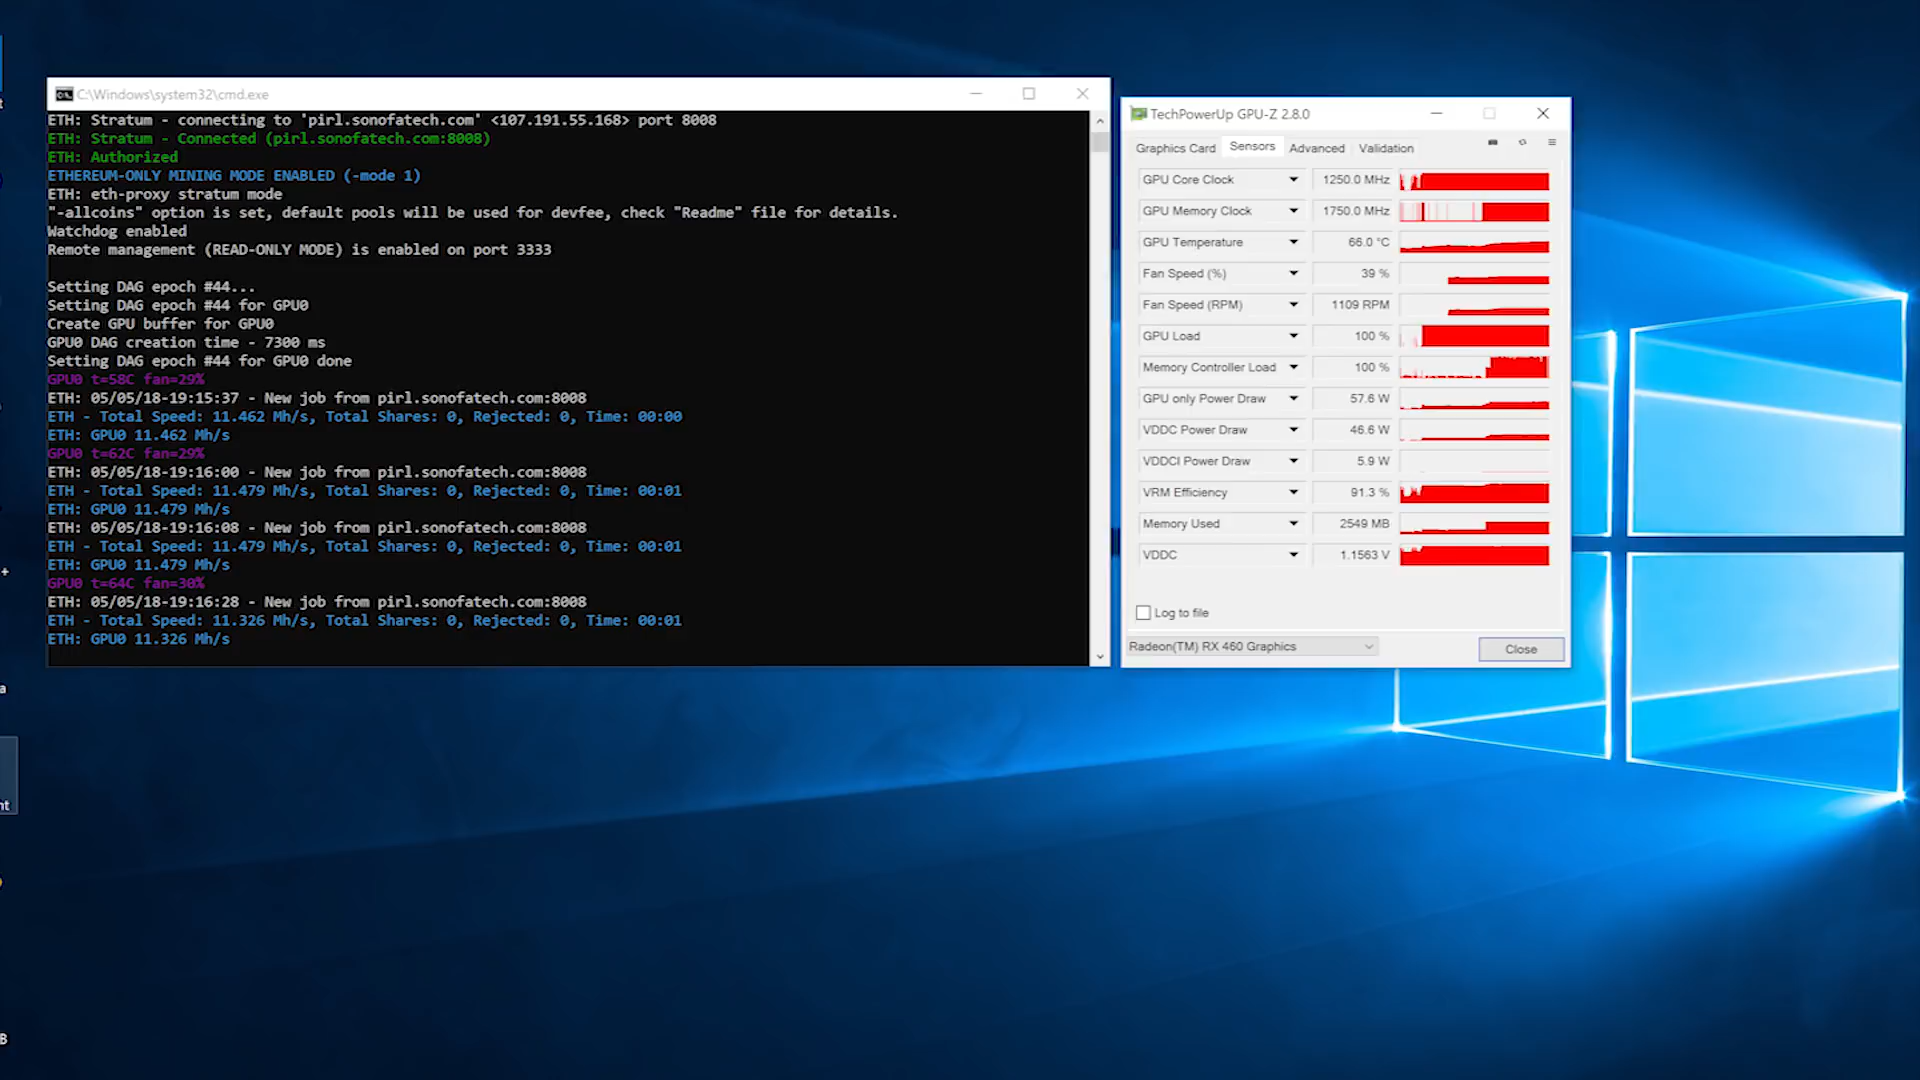 C:\Windows\system32\cmd.exe
ETH: Stratum - connecting to 'pirl.sonofatech.com' <107.191.55.168> port 8008
ETH: Stratum - Connected (pirl.sonofatech.com:8008)
ETH: Authorized
ETHEREUM-ONLY MINING MODE ENABLED (-mode 1)
ETH: eth-proxy stratum mode
"-allcoins" option is set, default pools will be used for devfee, check "Readme" file for details.
Watchdog enabled
Remote management (READ-ONLY MODE) is enabled on port 3333
Setting DAG epoch #44...
Setting DAG epoch #44 for GPU0
Create GPU buffer for GPU0
GPU0 DAG creation time - 7300 ms
Setting DAG epoch #44 for GPU0 done
GPU0 t=58C fan=29%
ETH: 05/05/18-19:15:37 - New job from pirl.sonofatech.com:8008
ETH - Total Speed: 11.462 Mh/s, Total Shares: 0, Rejected: 0, Time: 00:00
ETH: GPU0 11.462 Mh/s
GPU0 t=62C fan=29%
ETH: 05/05/18-19:16:00 - New job from pirl.sonofatech.com:8008
ETH - Total Speed: 11.479 Mh/s, Total Shares: 0, Rejected: 0, Time: 00:01
ETH: GPU0 11.479 Mh/s
ETH: 05/05/18-19:16:08 - New job from pirl.sonofatech.com:8008
ETH - Total Speed: 11.479 Mh/s, Total Shares: 0, Rejected: 0, Time: 00:01
ETH: GPU0 11.479 Mh/s
GPU0 t=64C fan=30%
ETH: 05/05/18-19:16:28 - New job from pirl.sonofatech.com:8008
ETH - Total Speed: 11.326 Mh/s, Total Shares: 0, Rejected: 0, Time: 00:01
ETH: GPU0 11.326 Mh/s
TechPowerUp GPU-Z 2.8.0
Graphics Card Sensors Advanced Validation
GPU Core Clock 1250.0 MHz
GPU Memory Clock 1750.0 MHz
GPU Temperature 66.0 °C
Fan Speed (%) 39 %
Fan Speed (RPM) 1109 RPM
GPU Load 100 %
Memory Controller Load 100 %
GPU only Power Draw 57.6 W
VDDC Power Draw 46.6 W
VDDCI Power Draw 5.9 W
VRM Efficiency 91.3 %
Memory Used 2549 MB
VDDC 1.1563 V
Log to file
Radeon(TM) RX 460 Graphics
Close